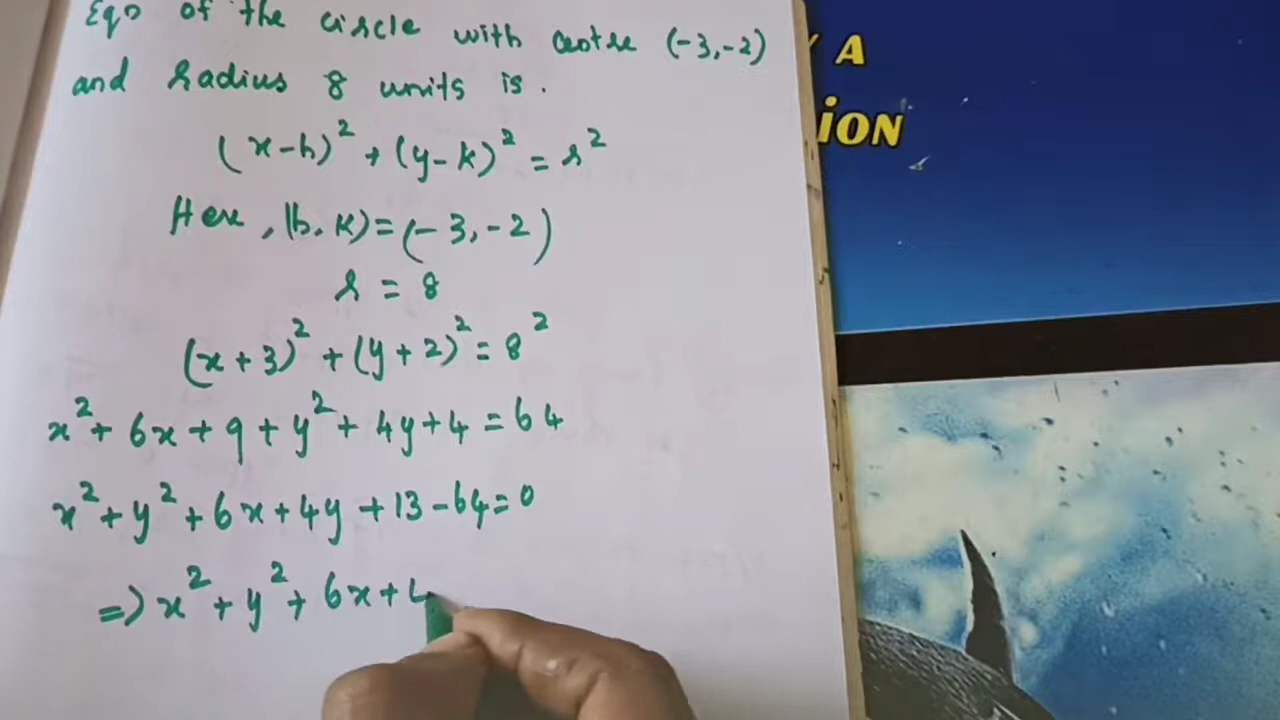 Eqn of the circle with centre (-3,-2)
and radius 8 units is.
(x-h)² + (y-k)² = r²
Here, (h, k) = (-3, -2)
r = 8
(x+3)² + (y+2)² = 8²
x² + 6x + 9 + y² + 4y + 4 = 64
x² + y² + 6x + 4y + 13 - 64 = 0
=> x² + y² + 6x + 4
A
ION